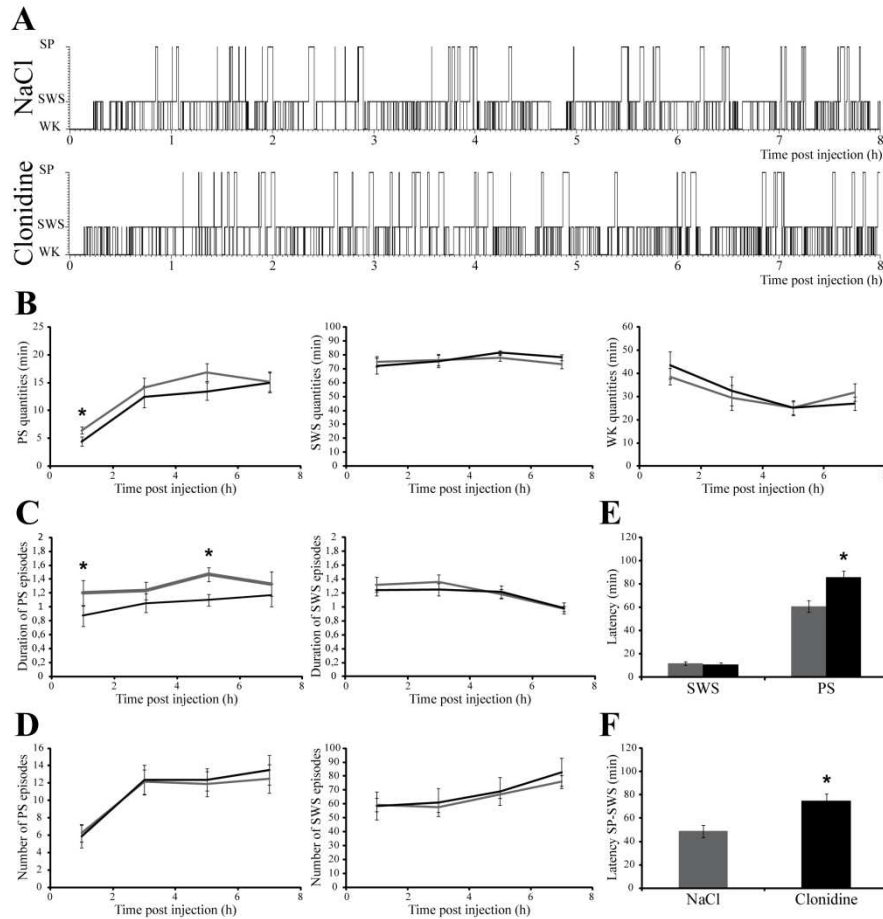 A
NaCl
SP
SWS
WK
0 1 2 3 4 5 6 7 8
Time post injection (h)
Clonidine
SP
SWS
WK
0 1 2 3 4 5 6 7 8
Time post injection (h)
B
PS quantities (min)
25
20
15
10
5
0
*
0 2 4 6 8
Time post injection (h)
SWS quantities (min)
100
90
80
70
60
50
40
30
20
10
0
0 2 4 6 8
Time post injection (h)
WK quantities (min)
60
50
40
30
20
10
0
0 2 4 6 8
Time post injection (h)
C
Duration of PS episodes
2
1,8
1,6
1,4
1,2
1
0,8
0,6
0,4
0,2
0
* *
0 2 4 6 8
Time post injection (h)
Duration of SWS episodes
2
1,8
1,6
1,4
1,2
1
0,8
0,6
0,4
0,2
0
0 2 4 6 8
Time post injection (h)
E
Latency (min)
120
100
80
60
40
20
0
*
SWS PS
D
Number of PS episodes
16
14
12
10
8
6
4
2
0
0 2 4 6 8
Time post injection (h)
Number of SWS episodes
100
90
80
70
60
50
40
30
20
10
0
0 2 4 6 8
Time post injection (h)
F
Latency SP-SWS (min)
120
100
80
60
40
20
0
*
NaCl Clonidine